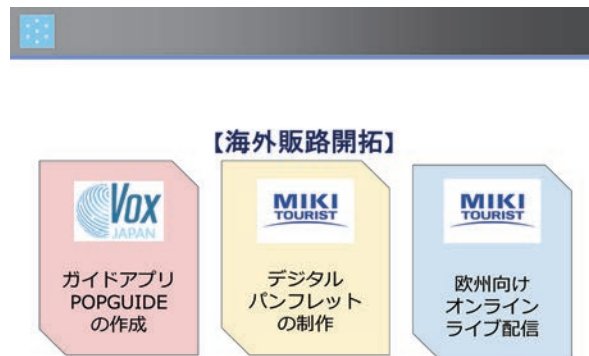 【海外販路開拓】
VOX
JAPAN
ガイドアプリ
POPGUIDE
の作成
MIKI
TOURIST
デジタル
パンフレット
の制作
MIKI
TOURIST
欧州向け
オンライン
ライブ配信